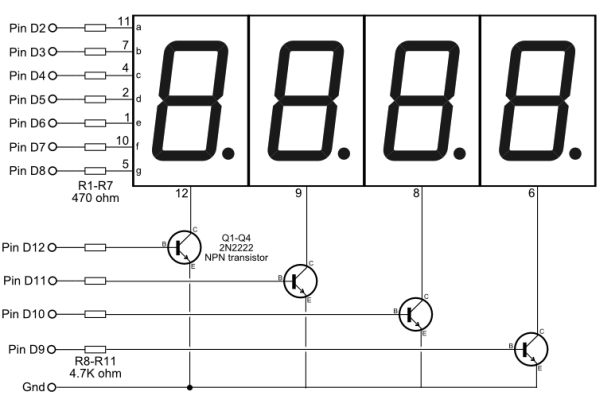 Pin D2 11 a
Pin D3 7 b
Pin D4 4 c
Pin D5 2 d
Pin D6 1 e
Pin D7 10 f
Pin D8 5 g
R1-R7
470 ohm
12 9 8 6
Q1-Q4
2N2222
NPN transistor
Pin D12 B C E
Pin D11 B C E
Pin D10 B C E
Pin D9 B C E
R8-R11
4.7K ohm
Gnd